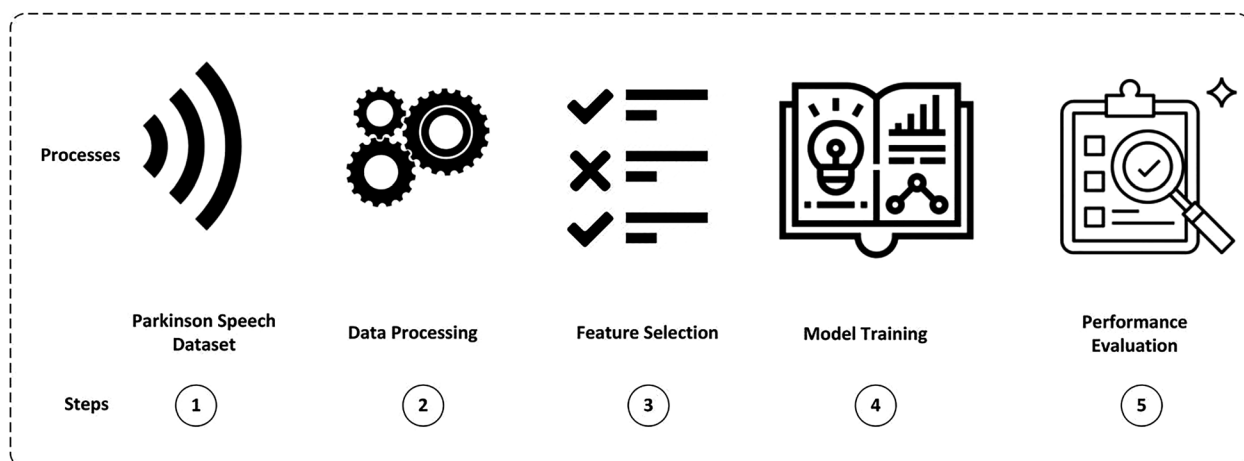 Processes
Parkinson Speech
Dataset
Data Processing
Feature Selection
Model Training
Performance
Evaluation
Steps
1
2
3
4
5